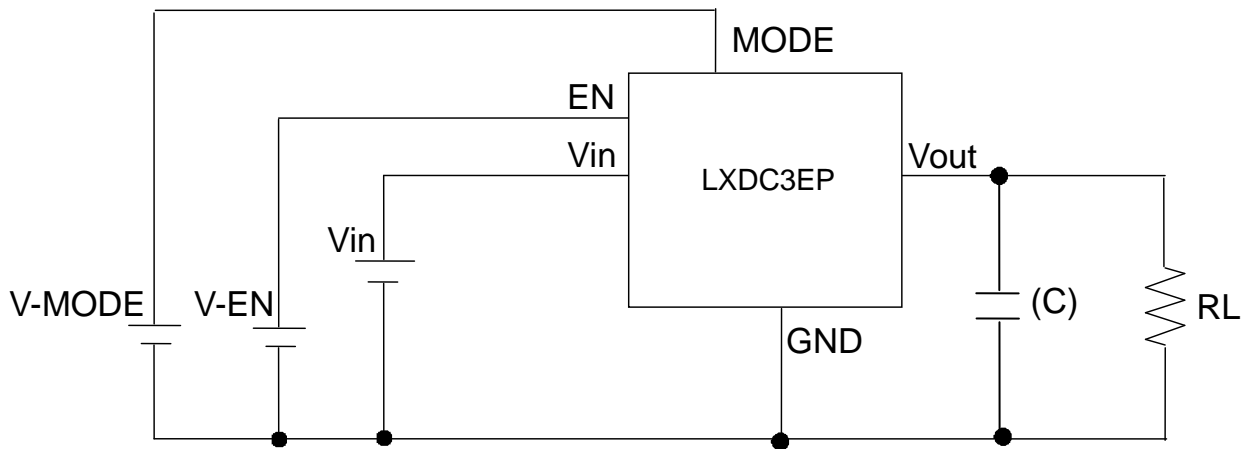 MODE
EN
Vin
Vout
LXDC3EP
Vin
V-MODE
V-EN
(C)
RL
GND